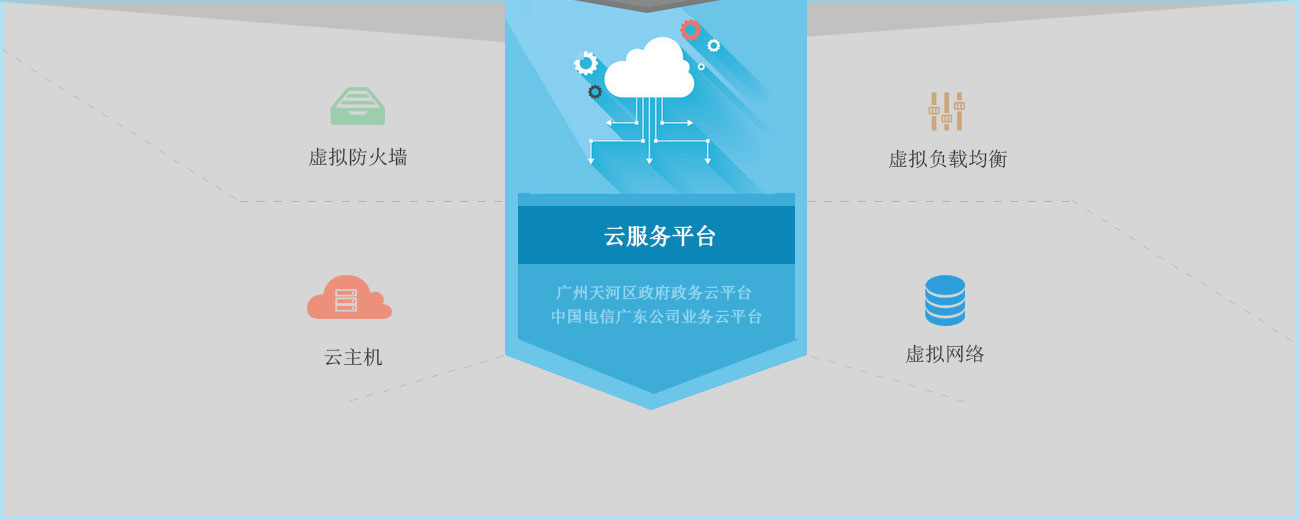 虚拟防火墙
虚拟负载均衡
云服务平台
广州天河区政府政务云平台
中国电信广东公司业务云平台
云主机
虚拟网络